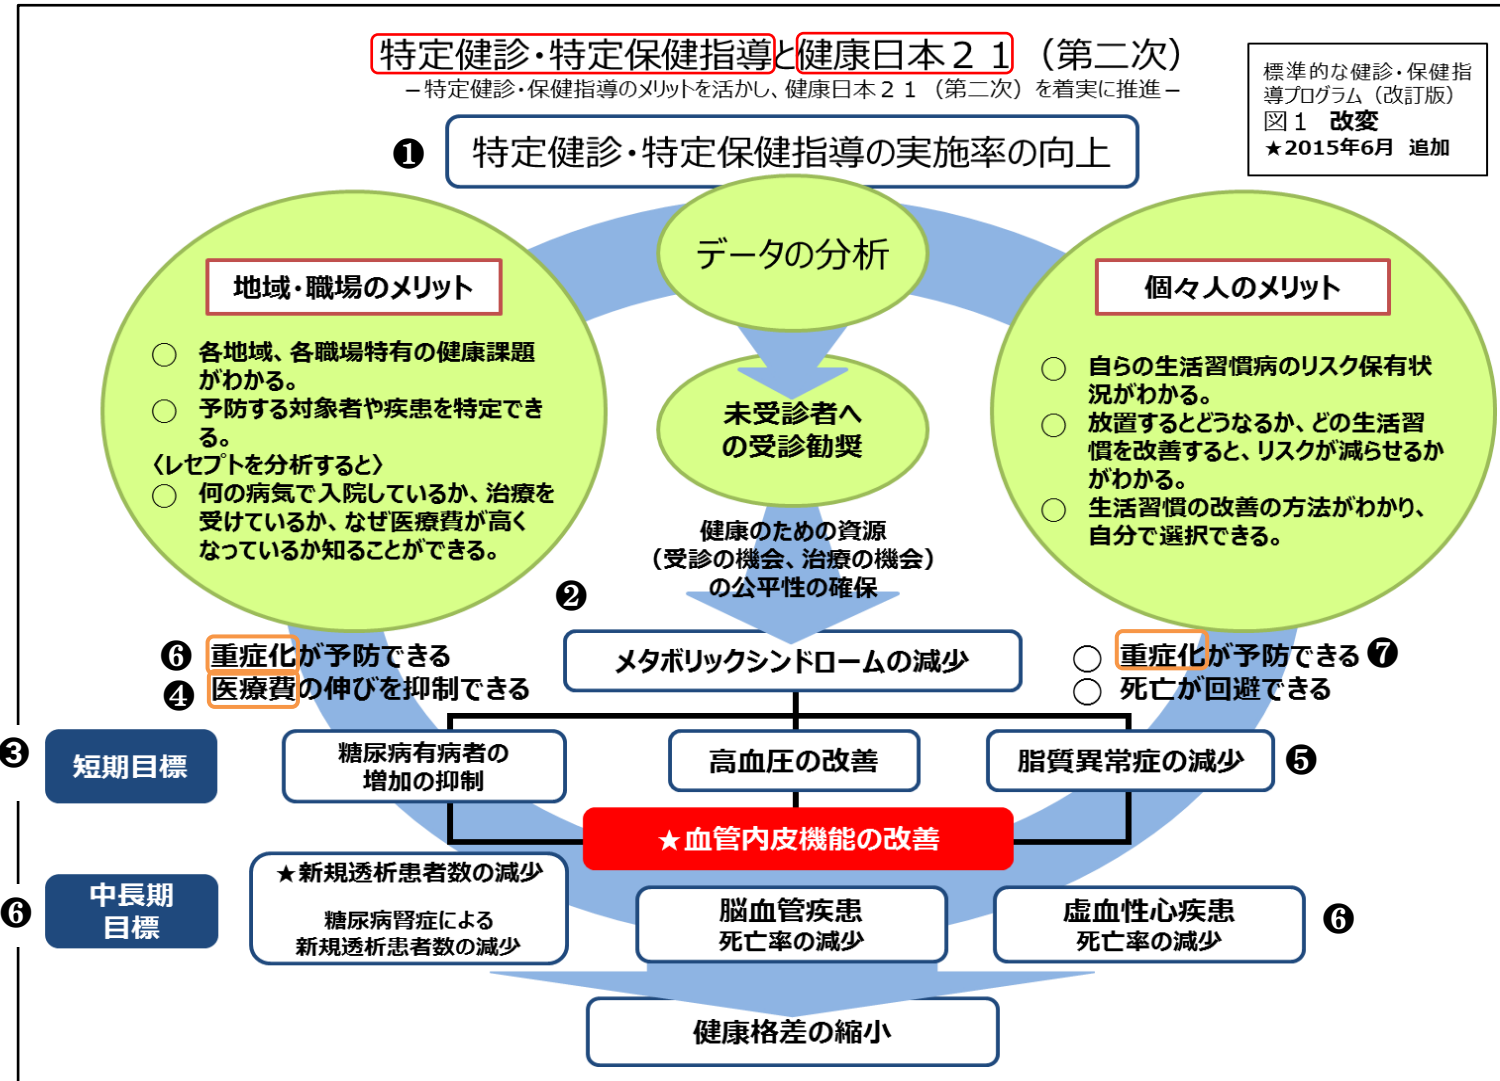 特定健診・特定保健指導と健康日本２１（第二次）
－特定健診・保健指導のメリットを活かし、健康日本２１（第二次）を着実に推進－
標準的な健診・保健指
導プログラム（改訂版）
図１ 改変
★2015年6月 追加
❶ 特定健診・特定保健指導の実施率の向上
データの分析
地域・職場のメリット
○ 各地域、各職場特有の健康課題
がわかる。
○ 予防する対象者や疾患を特定でき
る。
〈レセプトを分析すると〉
○ 何の病気で入院しているか、治療を
受けているか、なぜ医療費が高く
なっているか知ることができる。
未受診者へ
の受診勧奨
個々人のメリット
○ 自らの生活習慣病のリスク保有状
況がわかる。
○ 放置するとどうなるか、どの生活習
慣を改善すると、リスクが減らせるか
がわかる。
○ 生活習慣の改善の方法がわかり、
自分で選択できる。
健康のための資源
（受診の機会、治療の機会）
の公平性の確保
❷
メタボリックシンドロームの減少
❻ 重症化が予防できる
❹ 医療費の伸びを抑制できる
○ 重症化が予防できる ❼
○ 死亡が回避できる
❸ 短期目標
糖尿病有病者の
増加の抑制
高血圧の改善
脂質異常症の減少 ❺
★血管内皮機能の改善
❻ 中長期
目標
★新規透析患者数の減少
糖尿病腎症による
新規透析患者数の減少
脳血管疾患
死亡率の減少
虚血性心疾患
死亡率の減少
❻
健康格差の縮小